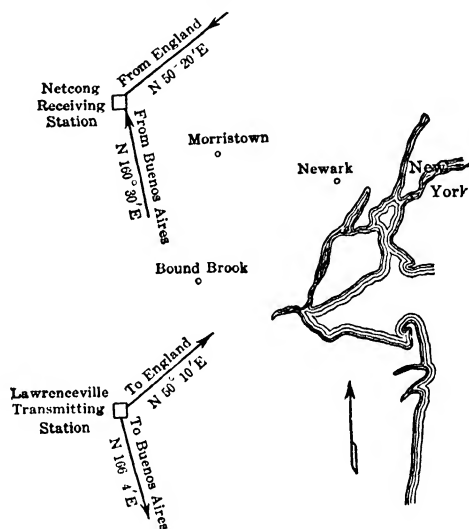 From England
N 50°20'E
Netcong
Receiving
Station
From Buenos Aires
N 160° 30'E
Morristown
Newark
New
York
Bound Brook
To England
N 50° 10'E
Lawrenceville
Transmitting
Station
To Buenos Aires
N 166 4'E